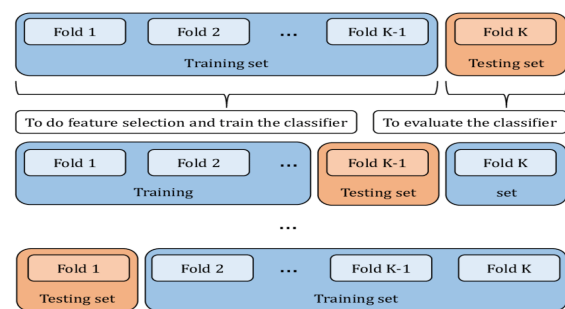 Fold 1 Fold 2 ... Fold K-1 Fold K
Training set Testing set
To do feature selection and train the classifier To evaluate the classifier
Fold 1 Fold 2 ... Fold K-1 Fold K
Training Testing set set
...
Fold 1 Fold 2 ... Fold K-1 Fold K
Testing set Training set